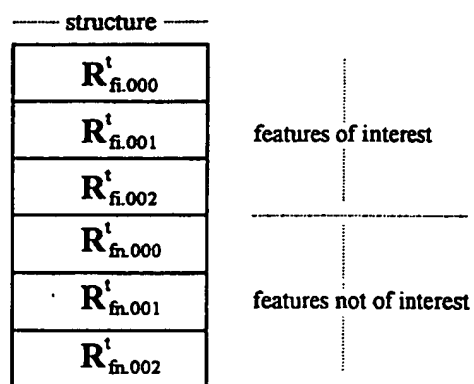 structure
R^t_fi.000
R^t_fi.001
features of interest
R^t_fi.002
R^t_fn.000
R^t_fn.001
features not of interest
R^t_fn.002